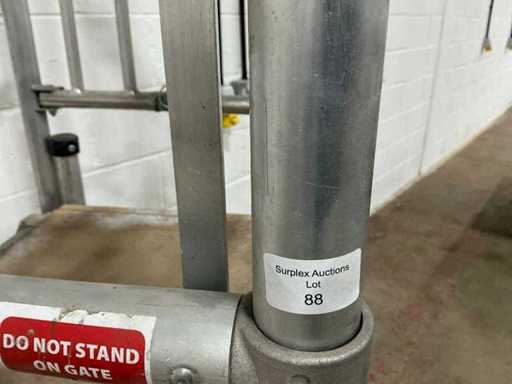 Surplex Auctions
Lot
88
DO NOT STAND
ON GATE